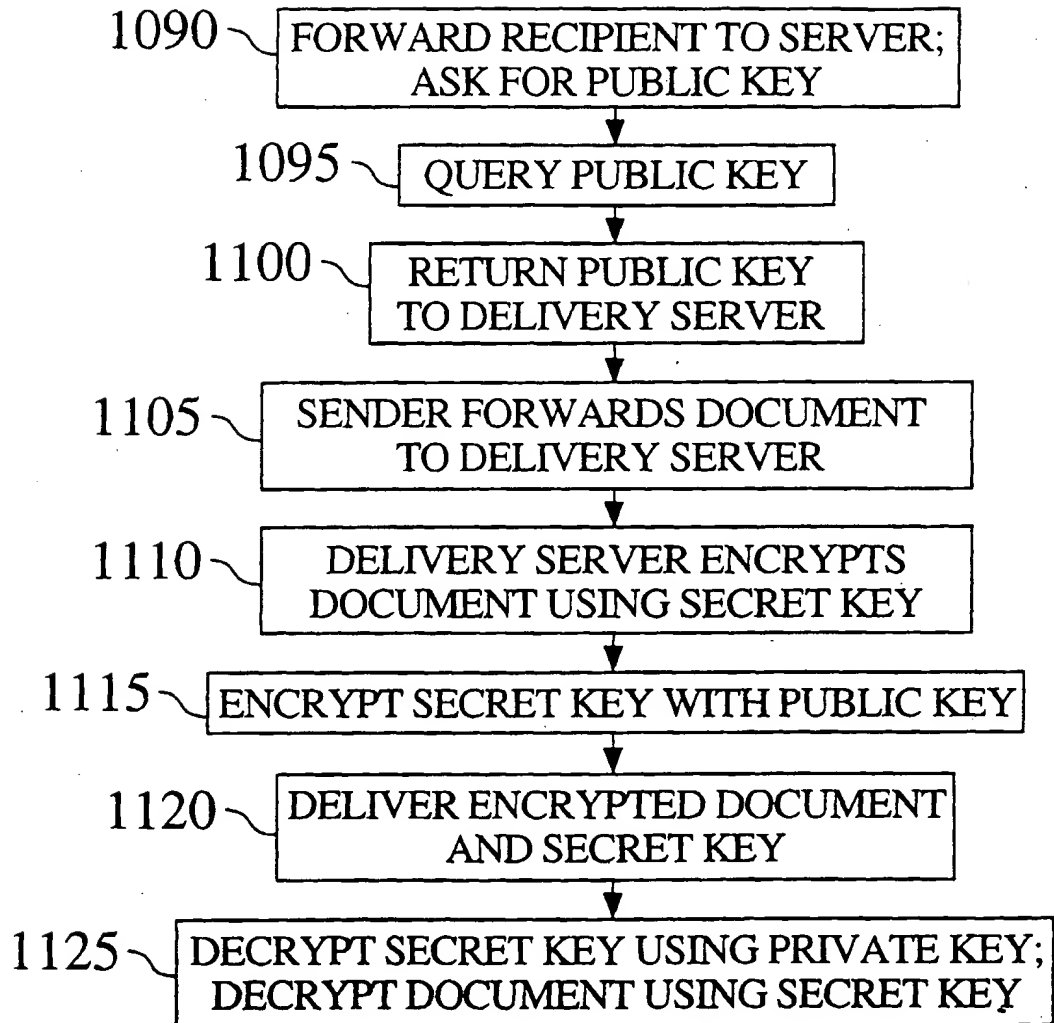 1090
FORWARD RECIPIENT TO SERVER;
ASK FOR PUBLIC KEY
1095
QUERY PUBLIC KEY
1100
RETURN PUBLIC KEY
TO DELIVERY SERVER
1105
SENDER FORWARDS DOCUMENT
TO DELIVERY SERVER
1110
DELIVERY SERVER ENCRYPTS
DOCUMENT USING SECRET KEY
1115
ENCRYPT SECRET KEY WITH PUBLIC KEY
1120
DELIVER ENCRYPTED DOCUMENT
AND SECRET KEY
1125
DECRYPT SECRET KEY USING PRIVATE KEY;
DECRYPT DOCUMENT USING SECRET KEY